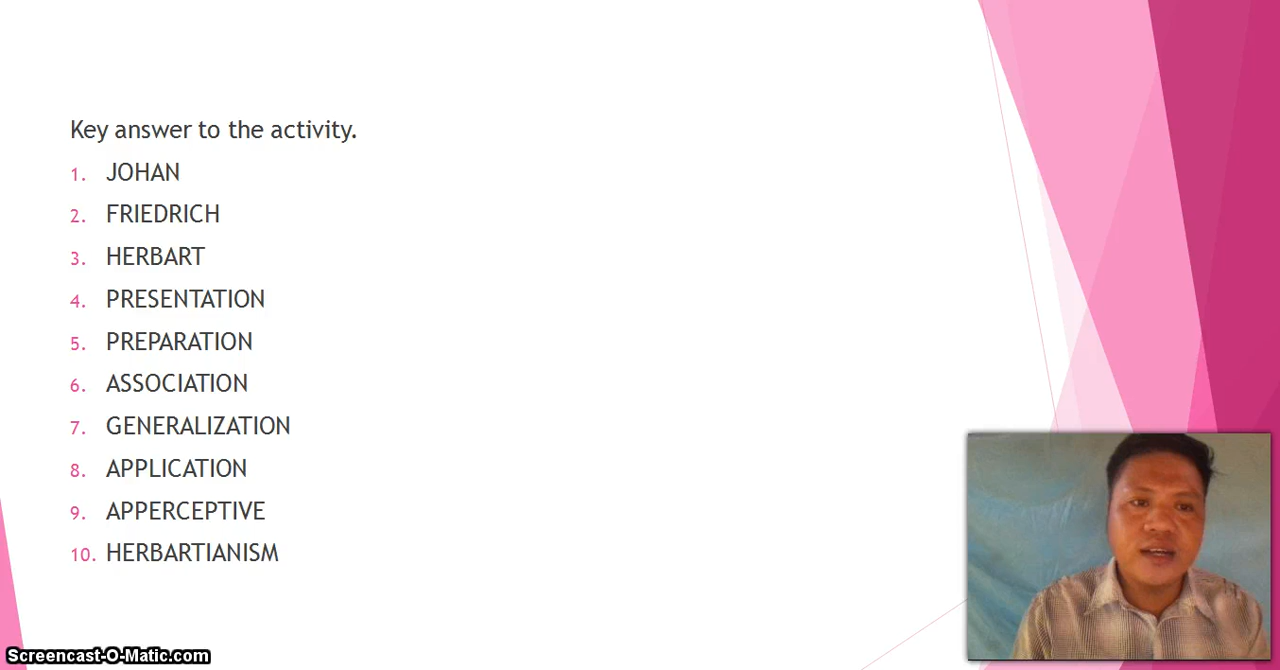 Key answer to the activity.
1. JOHAN
2. FRIEDRICH
3. HERBART
4. PRESENTATION
5. PREPARATION
6. ASSOCIATION
7. GENERALIZATION
8. APPLICATION
9. APPERCEPTIVE
10. HERBARTIANISM
Screencast-O-Matic.com